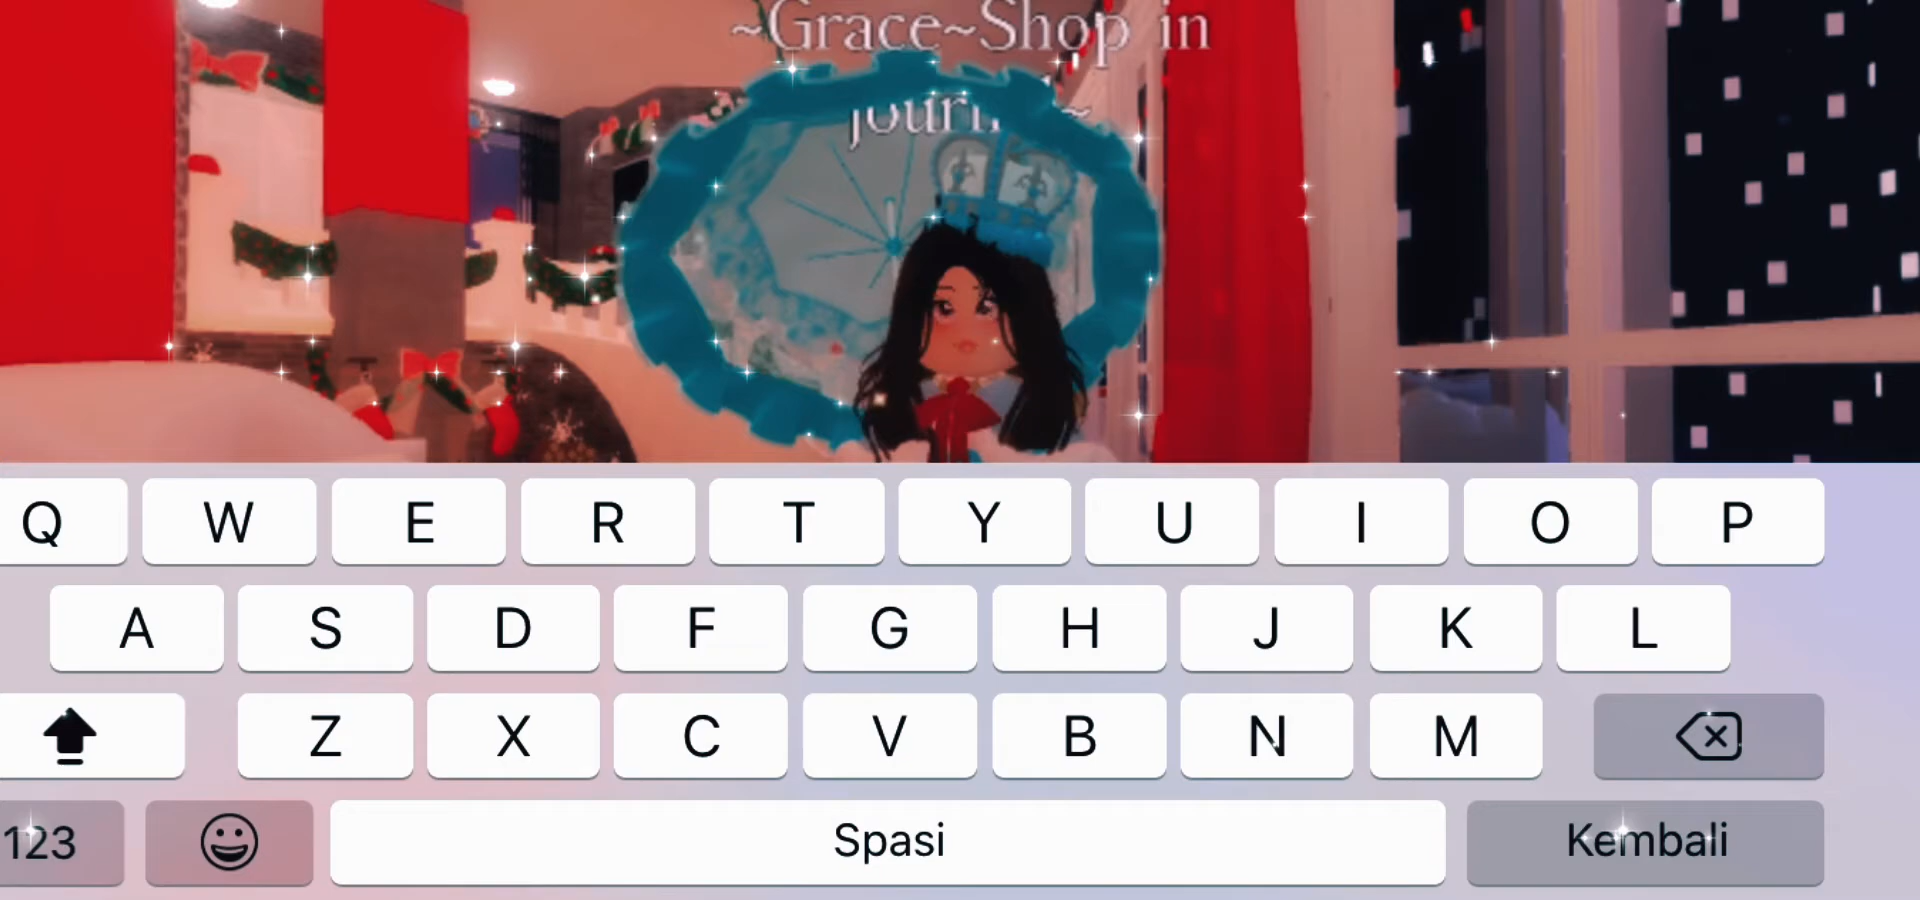 ~Grace~Shop in
Q W E R T Y U I O P
A S D F G H J K L
Z X C V B N M
123 Spasi Kembali